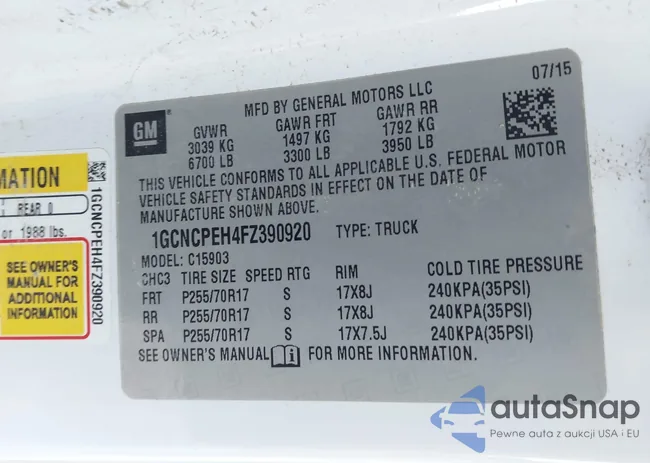 07/15
MFD BY GENERAL MOTORS LLC
GM
GVWR GAWR FRT GAWR RR
3039 KG 1497 KG 1792 KG
6700 LB 3300 LB 3950 LB
THIS VEHICLE CONFORMS TO ALL APPLICABLE U.S. FEDERAL MOTOR
VEHICLE SAFETY STANDARDS IN EFFECT ON THE DATE OF
MANUFACTURE SHOWN ABOVE.
1GCNCPEH4FZ390920 TYPE: TRUCK
MODEL: C15903
CHC3 TIRE SIZE SPEED RTG RIM COLD TIRE PRESSURE
FRT P255/70R17 S 17X8J 240KPA(35PSI)
RR P255/70R17 S 17X8J 240KPA(35PSI)
SPA P255/70R17 S 17X7.5J 240KPA(35PSI)
SEE OWNER'S MANUAL FOR MORE INFORMATION.
MATION
REAR 0
or 1988 lbs.
SEE OWNER'S
MANUAL FOR
ADDITIONAL
INFORMATION
1GCNCPEH4FZ390920
autaSnap
Pewne auta z aukcji USA i EU